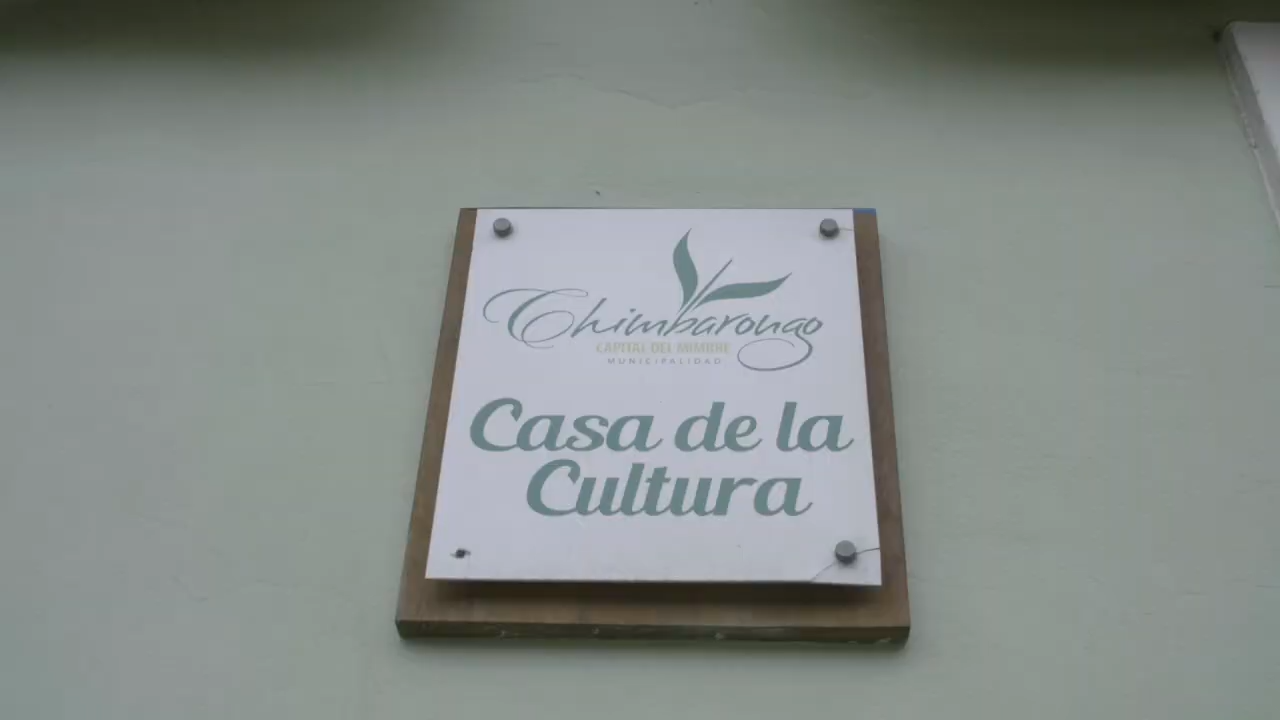 Chimbarongo
CAPITAL DEL MIMBRE
MUNICIPALIDAD
Casa de la
Cultura